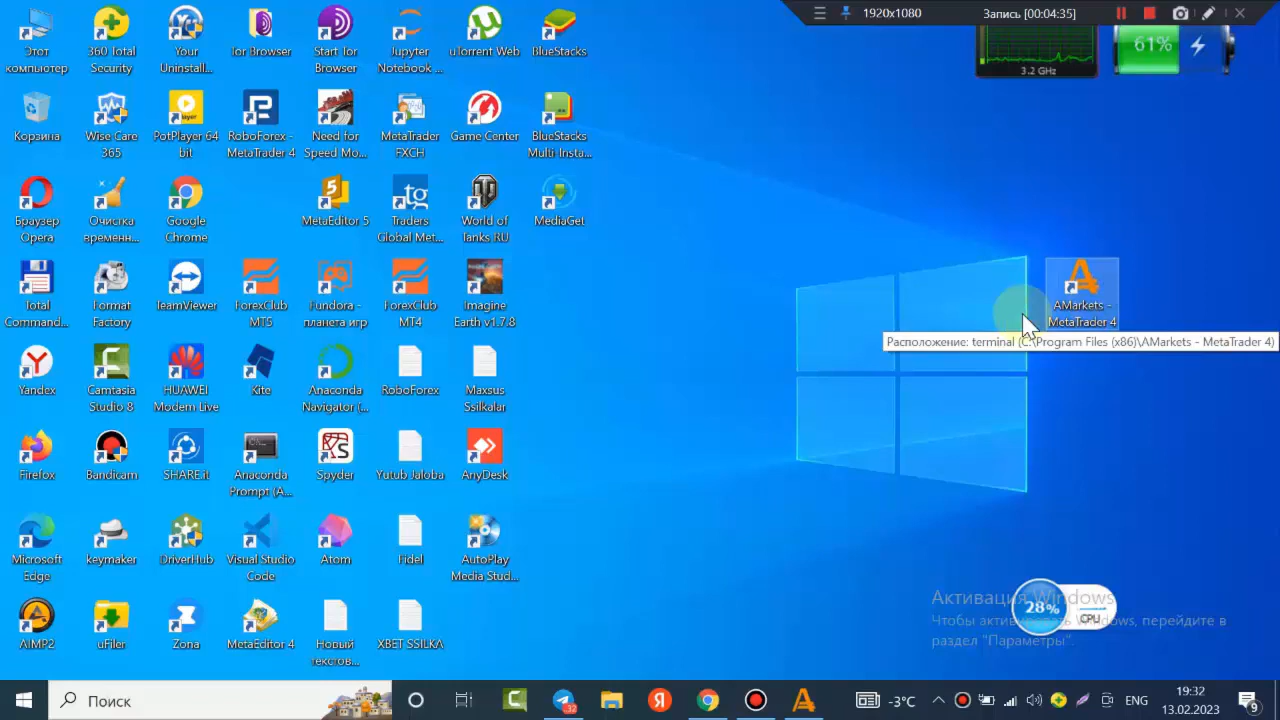 1920x1080
Запись [00:04:35]
3.2 GHz
61%
Этот
компьютер
360 Total
Security
Your
Uninstall...
Tor Browser
Start Tor
Browser
Jupyter
Notebook ...
uTorrent Web
BlueStacks
Корзина
Wise Care
365
PotPlayer 64
bit
RoboForex -
MetaTrader 4
Need for
Speed Mo...
MetaTrader
FXCH
Game Center
BlueStacks
Multi-Insta...
Браузер
Opera
Очистка
временн...
Google
Chrome
MetaEditor 5
Traders
Global Met...
World of
Tanks RU
MediaGet
Total
Command...
Format
Factory
TeamViewer
ForexClub
MT5
Fundora -
планета игр
ForexClub
MT4
Imagine
Earth v1.7.8
AMarkets -
MetaTrader 4
Расположение: terminal (C:\Program Files (x86)\AMarkets - MetaTrader 4)
Yandex
Camtasia
Studio 8
HUAWEI
Modem Live
Kite
Anaconda
Navigator (...
RoboForex
Maxsus
Ssilkalar
Firefox
Bandicam
SHARE.it
Anaconda
Prompt (A...
Spyder
Yutub Jaloba
AnyDesk
Microsoft
Edge
keymaker
DriverHub
Visual Studio
Code
Atom
Fidel
AutoPlay
Media Stud...
AIMP2
uFiler
Zona
MetaEditor 4
Новый
текстов...
XBET SSILKA
Активация Windows
Чтобы активировать Windows, перейдите в
раздел "Параметры".
28%
CPU
Поиск
32
-3°C
ENG
19:32
13.02.2023
9